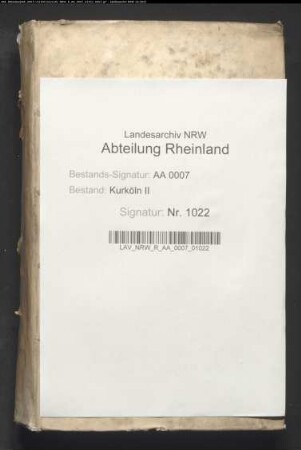 Landesarchiv NRW
Abteilung Rheinland
Bestands-Signatur: AA 0007
Bestand: Kurköln II
Signatur: Nr. 1022
LAV_NRW_R_AA_0007_01022